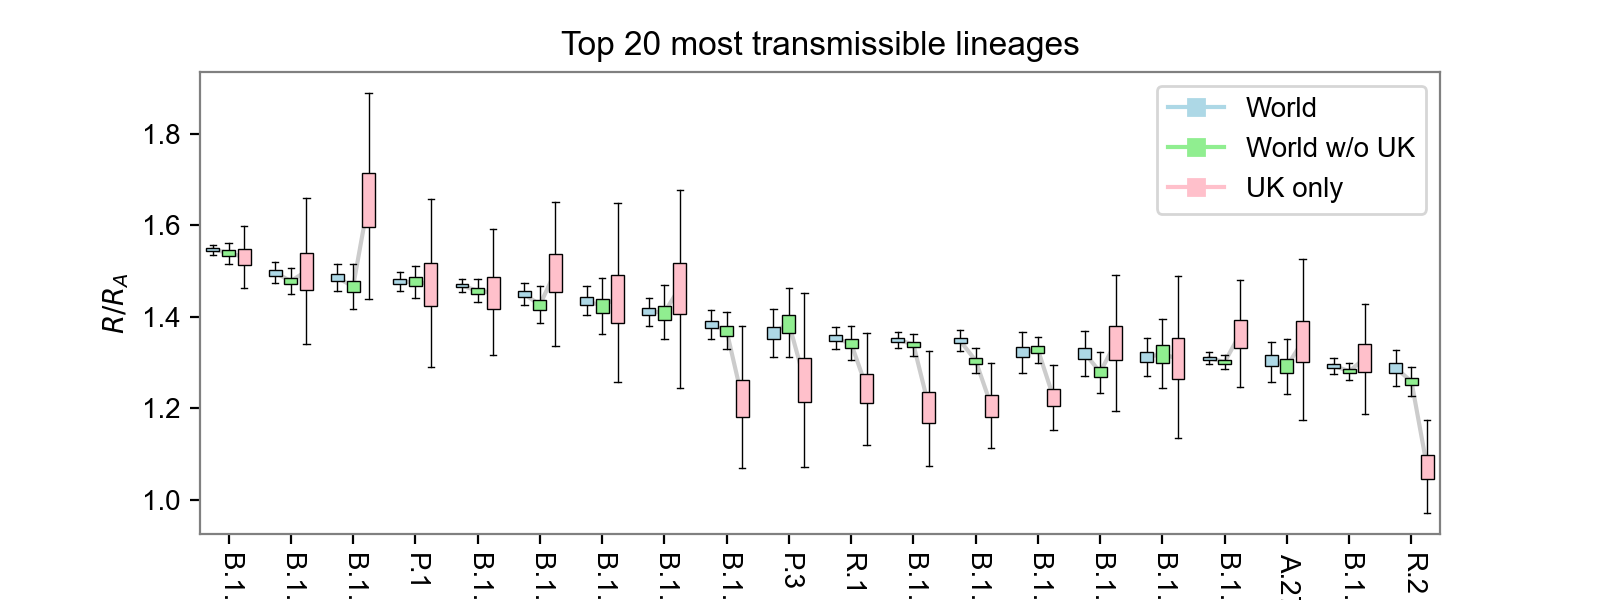 Top 20 most transmissible lineages
World
World w/o UK
UK only
R/R_A
1.8
1.6
1.4
1.2
1.0
B.1.
B.1.
B.1.
P.1
B.1.
B.1.
B.1.
B.1.
B.1.
P.3
R.1
B.1.
B.1.
B.1.
B.1.
B.1.
B.1.
A.2
B.1.
R.2